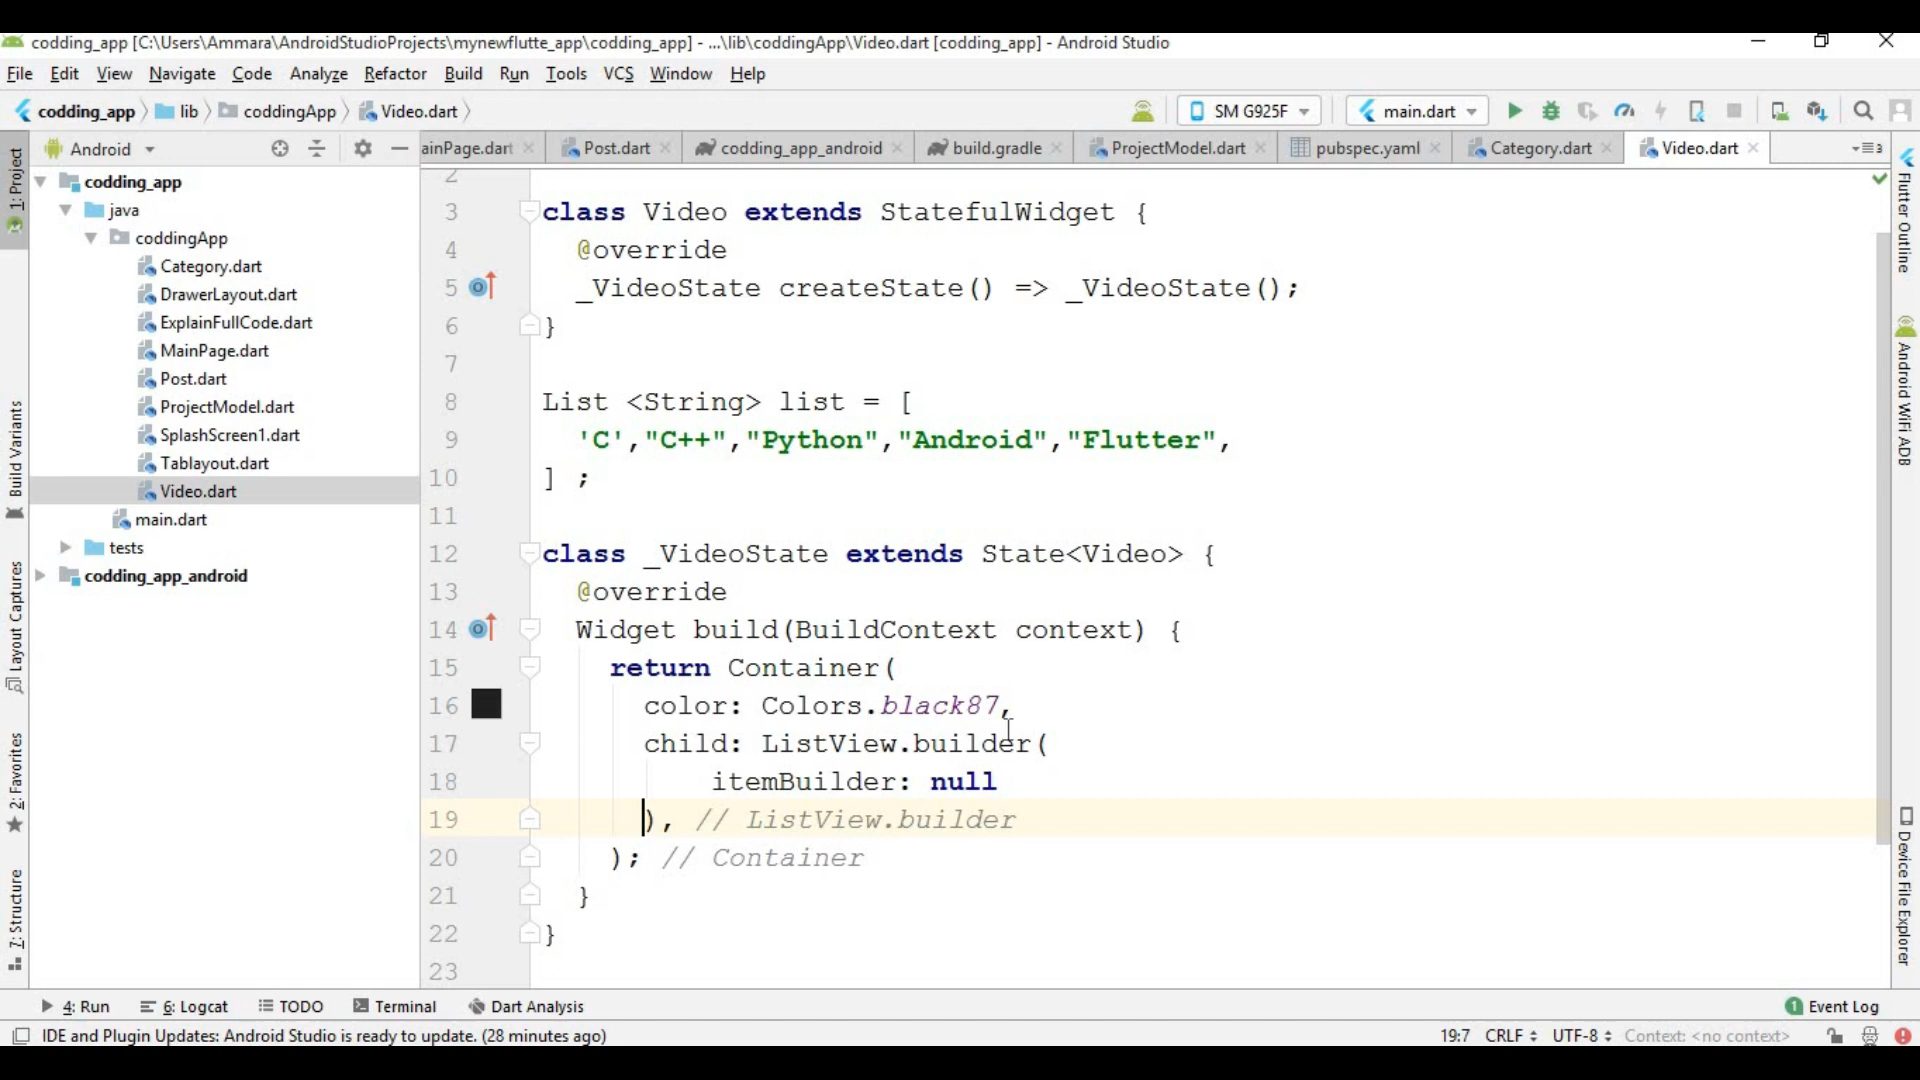 codding_app [C:\Users\Ammara\AndroidStudioProjects\mynewflutte_app\codding_app] - ...\lib\coddingApp\Video.dart [codding_app] - Android Studio
File Edit View Navigate Code Analyze Refactor Build Run Tools VCS Window Help
codding_app lib coddingApp Video.dart SM G925F main.dart
Android ainPage.dart Post.dart codding_app_android build.gradle ProjectModel.dart pubspec.yaml Category.dart Video.dart 3
1: Project
Build Variants
Layout Captures
2: Favorites
7: Structure
codding_app
java
coddingApp
Category.dart
DrawerLayout.dart
ExplainFullCode.dart
MainPage.dart
Post.dart
ProjectModel.dart
SplashScreen1.dart
Tablayout.dart
Video.dart
main.dart
tests
codding_app_android
2
3 class Video extends StatefulWidget {
4 @override
5 _VideoState createState() => _VideoState();
6 }
7
8 List <String> list = [
9 'C',"C++","Python","Android","Flutter",
10 ] ;
11
12 class _VideoState extends State<Video> {
13 @override
14 Widget build(BuildContext context) {
15 return Container(
16 color: Colors.black87,
17 child: ListView.builder(
18 itemBuilder: null
19 ), // ListView.builder
20 ); // Container
21 }
22 }
23
Flutter Outline
Android WiFi ADB
Device File Explorer
4: Run 6: Logcat TODO Terminal Dart Analysis 1 Event Log
IDE and Plugin Updates: Android Studio is ready to update. (28 minutes ago) 19:7 CRLF UTF-8 Context: <no context>